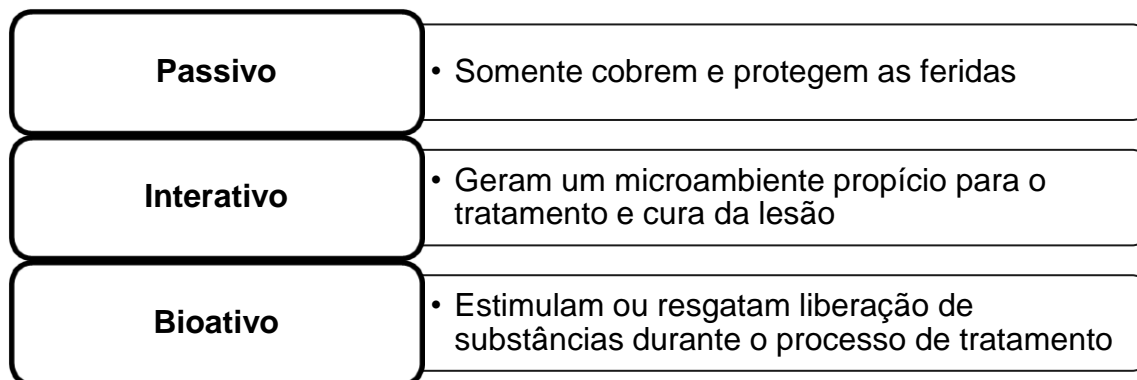 Passivo
• Somente cobrem e protegem as feridas
Interativo
• Geram um microambiente propício para o
tratamento e cura da lesão
Bioativo
• Estimulam ou resgatam liberação de
substâncias durante o processo de tratamento